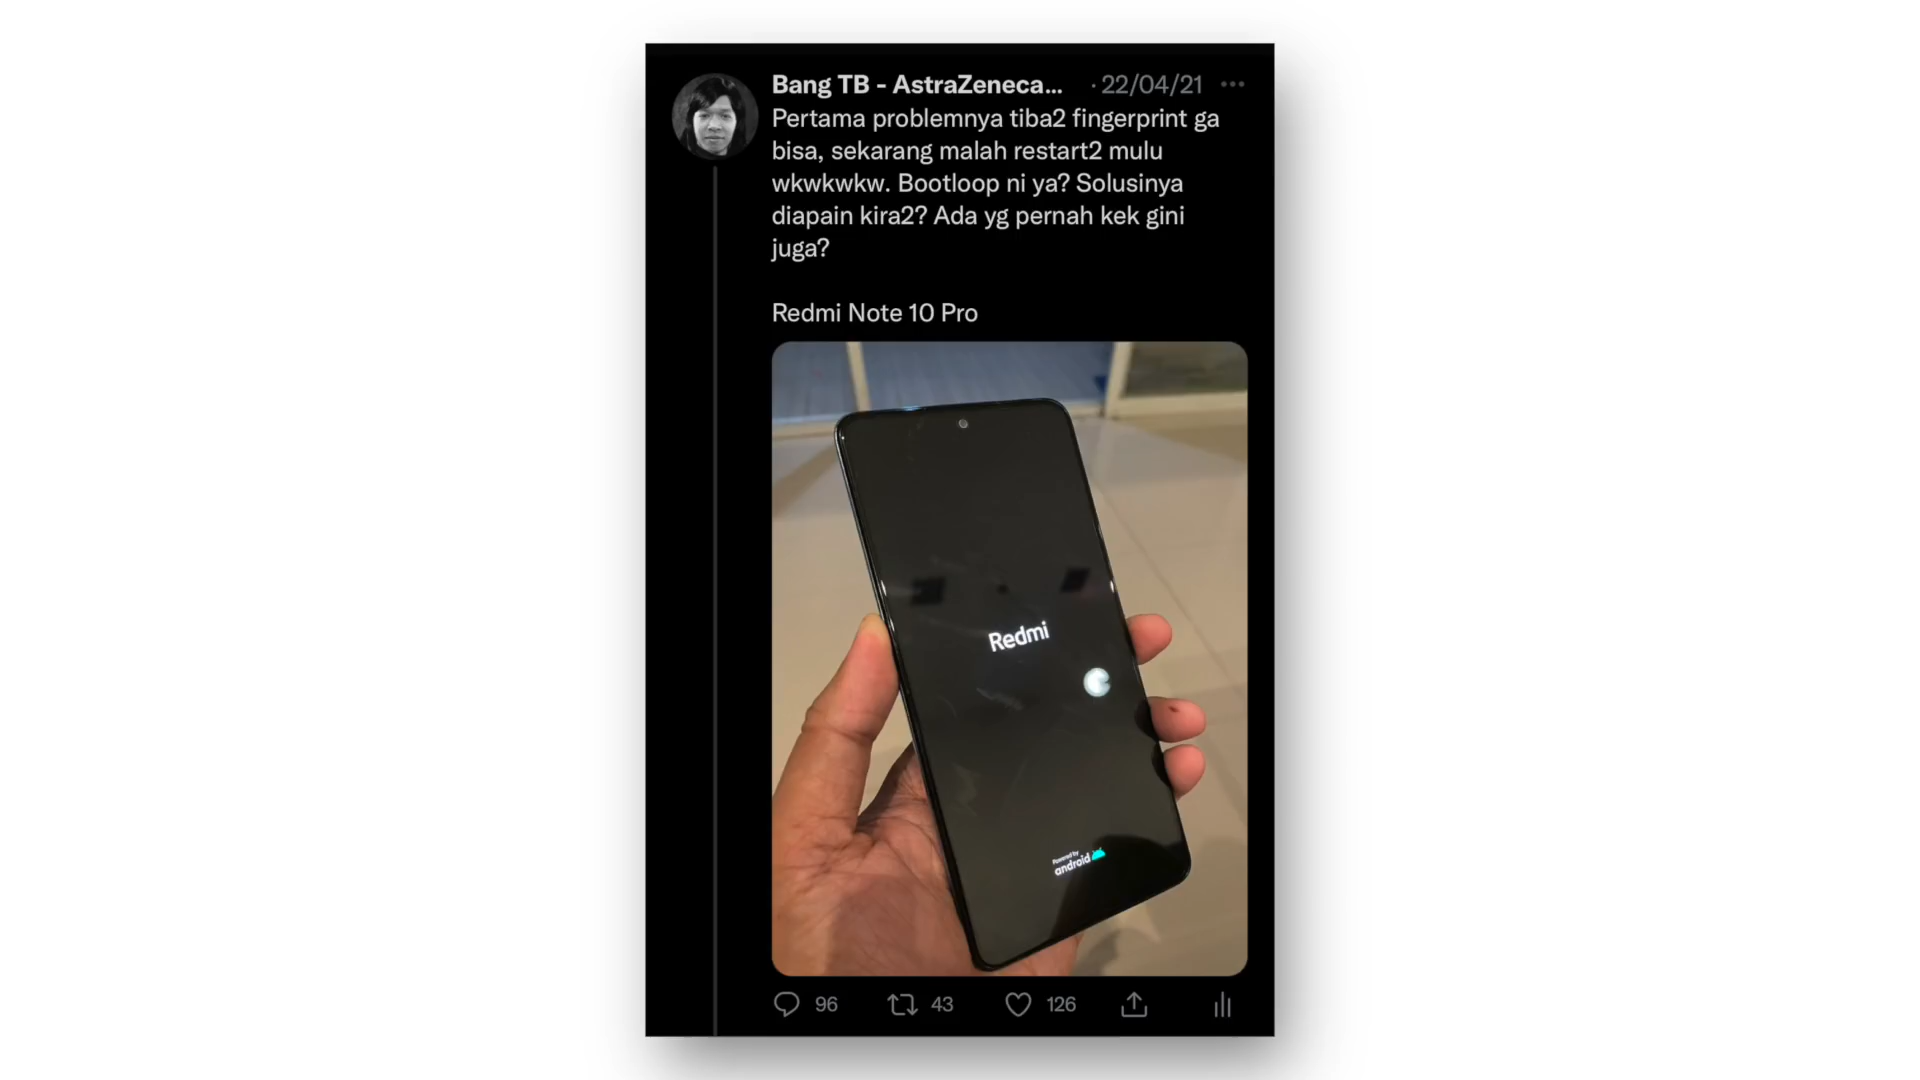 Bang TB - AstraZeneca... · 22/04/21
Pertama problemnya tiba2 fingerprint ga
bisa, sekarang malah restart2 mulu
wkwkwkw. Bootloop ni ya? Solusinya
diapain kira2? Ada yg pernah kek gini
juga?
Redmi Note 10 Pro
Redmi
Powered by
android
96 43 126